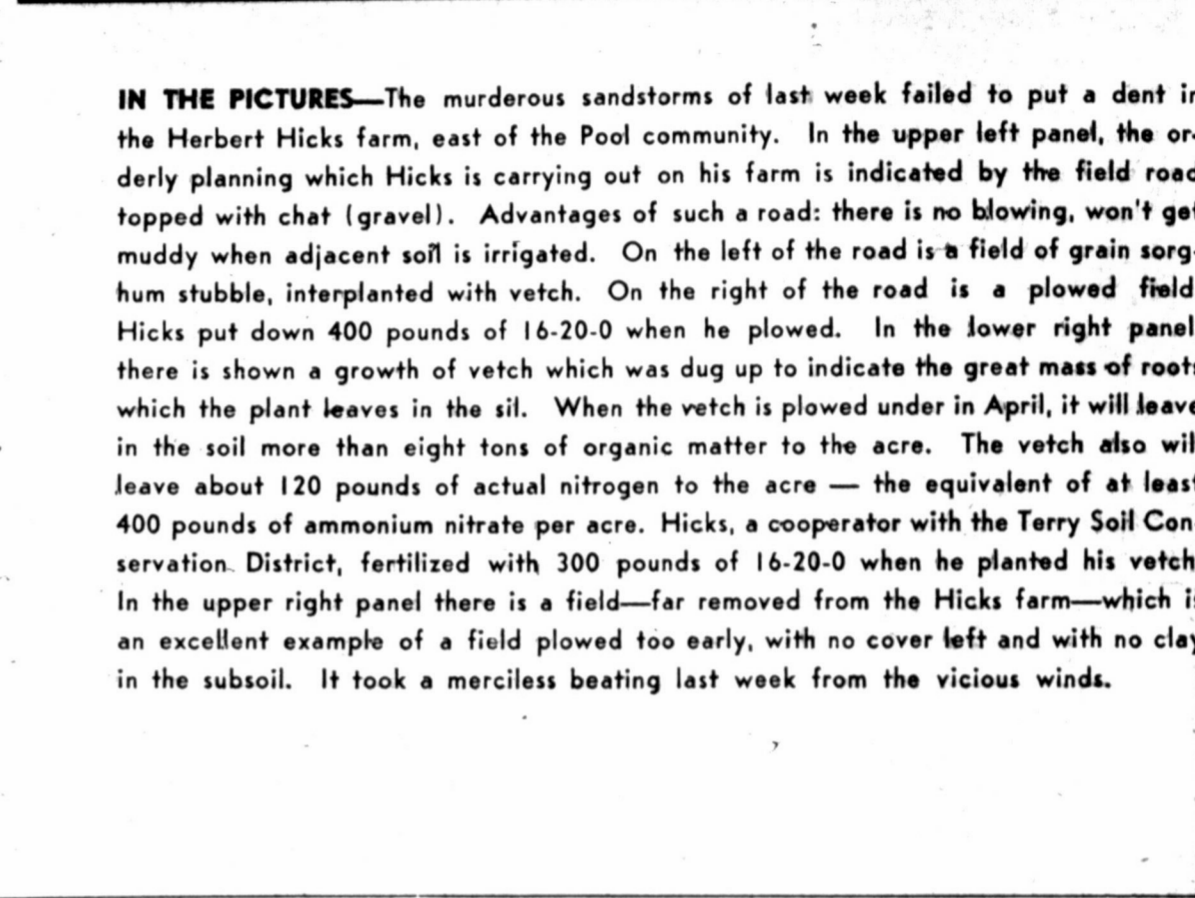 IN THE PICTURES—The murderous sandstorms of last week failed to put a dent in
the Herbert Hicks farm, east of the Pool community. In the upper left panel, the or-
derly planning which Hicks is carrying out on his farm is indicated by the field road
topped with chat (gravel). Advantages of such a road: there is no blowing, won't get
muddy when adjacent soil is irrigated. On the left of the road is a field of grain sorg-
hum stubble, interplanted with vetch. On the right of the road is a plowed field
Hicks put down 400 pounds of 16-20-0 when he plowed. In the lower right panel
there is shown a growth of vetch which was dug up to indicate the great mass of roots
which the plant leaves in the sil. When the vetch is plowed under in April, it will leave
in the soil more than eight tons of organic matter to the acre. The vetch also will
leave about 120 pounds of actual nitrogen to the acre — the equivalent of at least
400 pounds of ammonium nitrate per acre. Hicks, a cooperator with the Terry Soil Con-
servation District, fertilized with 300 pounds of 16-20-0 when he planted his vetch
In the upper right panel there is a field—far removed from the Hicks farm—which is
an excellent example of a field plowed too early, with no cover left and with no clay
in the subsoil. It took a merciless beating last week from the vicious winds.